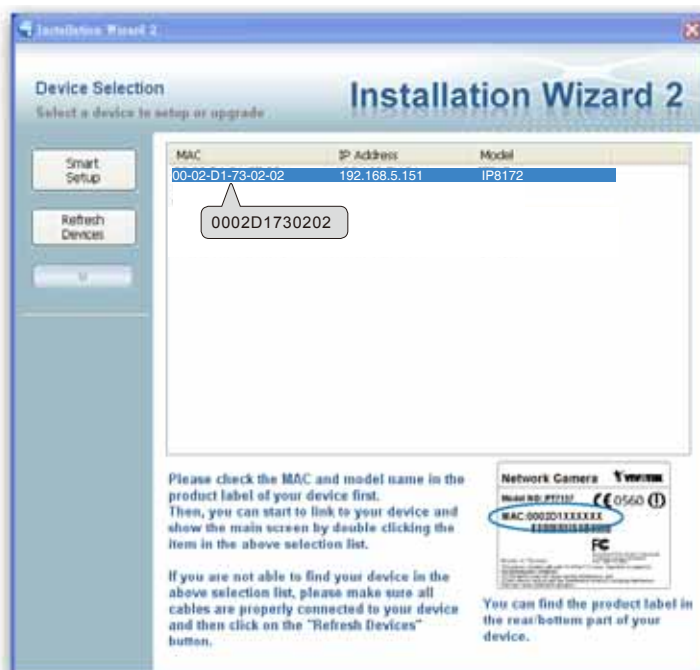 Installation Wizard 2
Device Selection
Select a device to setup or upgrade
Installation Wizard 2
Smart
Setup
Refresh
Devices
MAC IP Address Model
00-02-D1-73-02-02 192.168.5.151 IP8172
0002D1730202
Please check the MAC and model name in the
product label of your device first.
Then, you can start to link to your device and
show the main screen by double clicking the
item in the above selection list.
If you are not able to find your device in the
above selection list, please make sure all
cables are properly connected to your device
and then click on the "Refresh Devices"
button.
Network Camera
Model NO:
0560
MAC:0002D1XXXXXX
FC
You can find the product label in
the rear/bottom part of your
device.